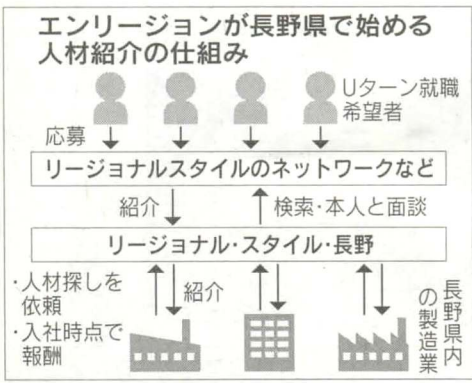 エンリージョンが長野県で始める
人材紹介の仕組み
Uターン就職
希望者
応募
リージョナルスタイルのネットワークなど
紹介
検索・本人と面談
リージョナル・スタイル・長野
・人材探しを
依頼
・入社時点で
報酬
紹介
長野県内
の製造業